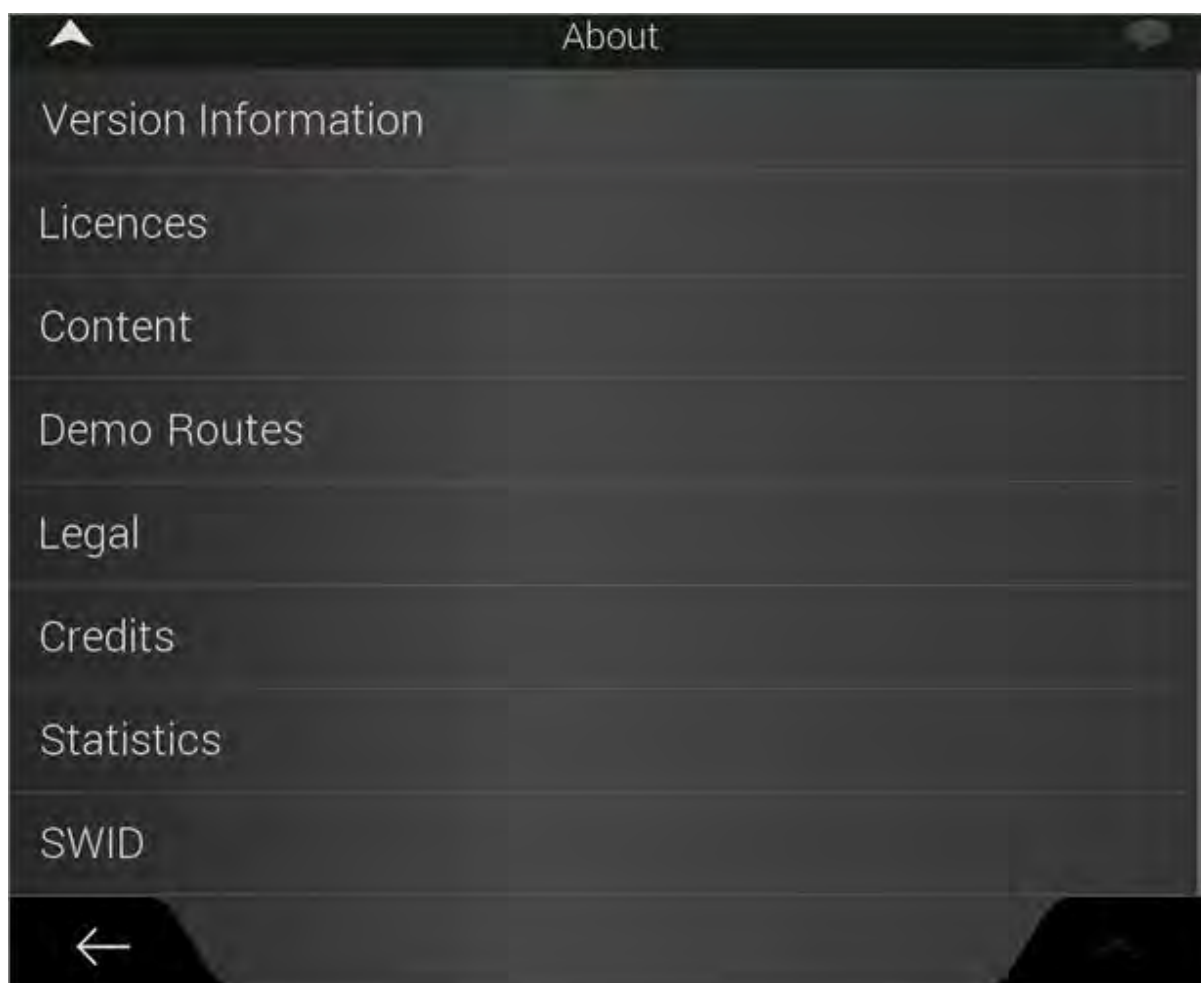 About
Version Information
Licences
Content
Demo Routes
Legal
Credits
Statistics
SWID